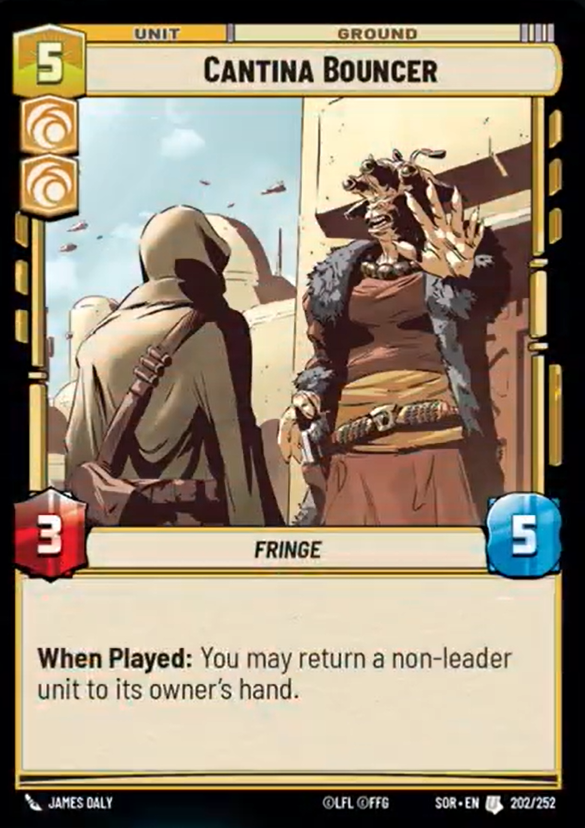 UNIT GROUND
5 CANTINA BOUNCER
3 FRINGE 5
When Played: You may return a non-leader
unit to its owner's hand.
JAMES DALY ©LFL ©FFG SOR•EN U 202/252